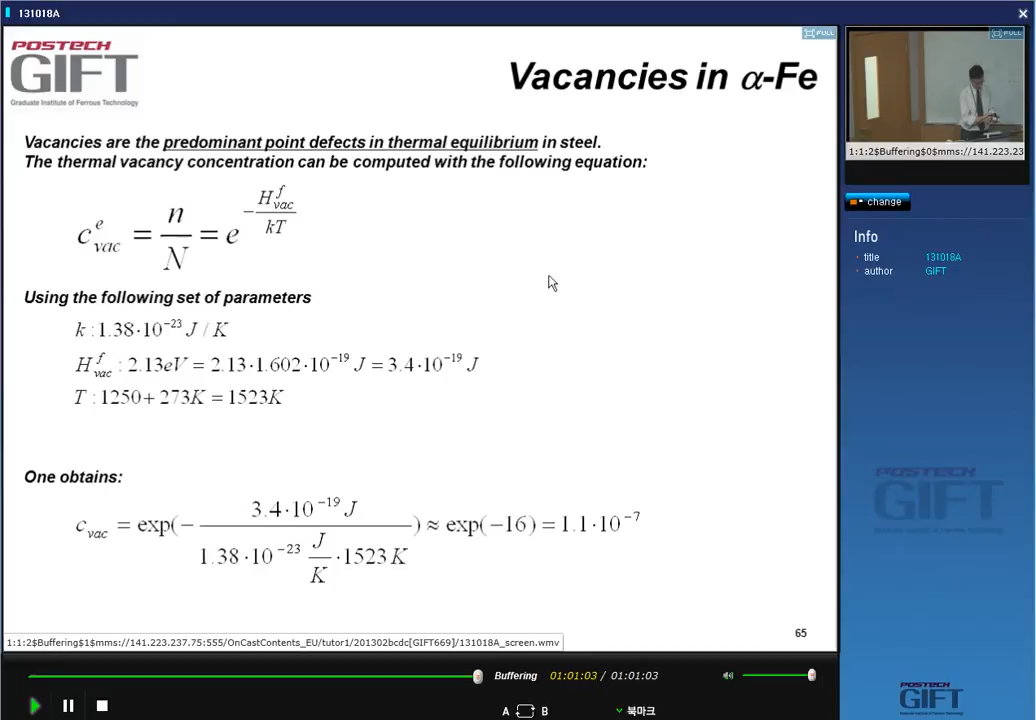 131018A
FULL
POSTECH
GIFT
Graduate Institute of Ferrous Technology
Vacancies in α-Fe
Vacancies are the predominant point defects in thermal equilibrium in steel.
The thermal vacancy concentration can be computed with the following equation:
c^e_vac = n/N = e^(-H^f_vac/kT)
Using the following set of parameters
k : 1.38·10^-23 J / K
H^f_vac : 2.13eV = 2.13·1.602·10^-19 J = 3.4·10^-19 J
T : 1250+273K = 1523K
One obtains:
c_vac = exp(- 3.4·10^-19 J / 1.38·10^-23 J/K ·1523K) ≈ exp(-16) = 1.1·10^-7
65
1:1:2$Buffering$1$mms://141.223.237.75:555/OnCastContents_EU/tutor1/201302bcdc[GIFT669]/131018A_screen.wmv
Buffering 01:01:03 / 01:01:03
A B
북마크
FULL
1:1:2$Buffering$0$mms://141.223.23
change
Info
title 131018A
author GIFT
POSTECH
GIFT
POSTECH
GIFT